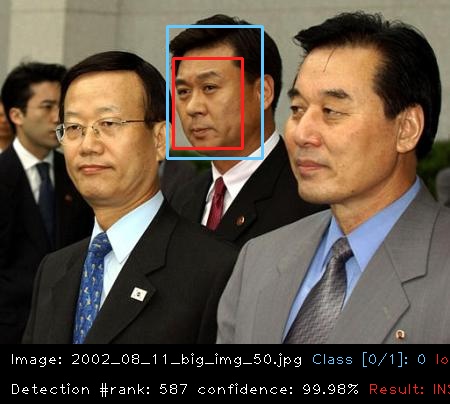 Image: 2002_08_11_big_img_50.jpg Class [0/1]: 0
Detection #rank: 587 confidence: 99.98% Result: